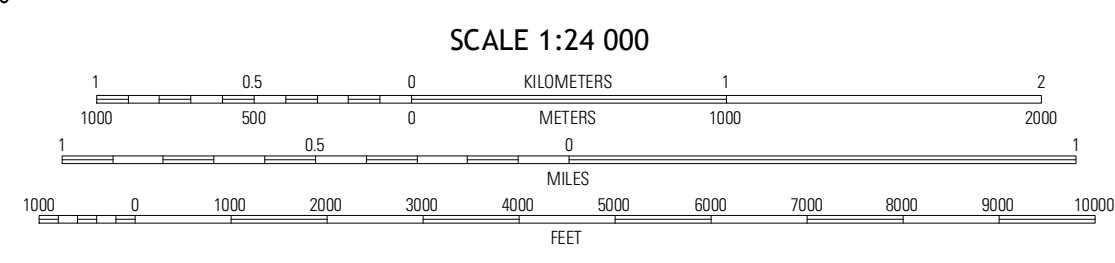 SCALE 1:24 000
1 0.5 0 KILOMETERS 1 2
1000 500 0 METERS 1000 2000
1 0.5 0 1
MILES
1000 0 1000 2000 3000 4000 5000 6000 7000 8000 9000 10000
FEET